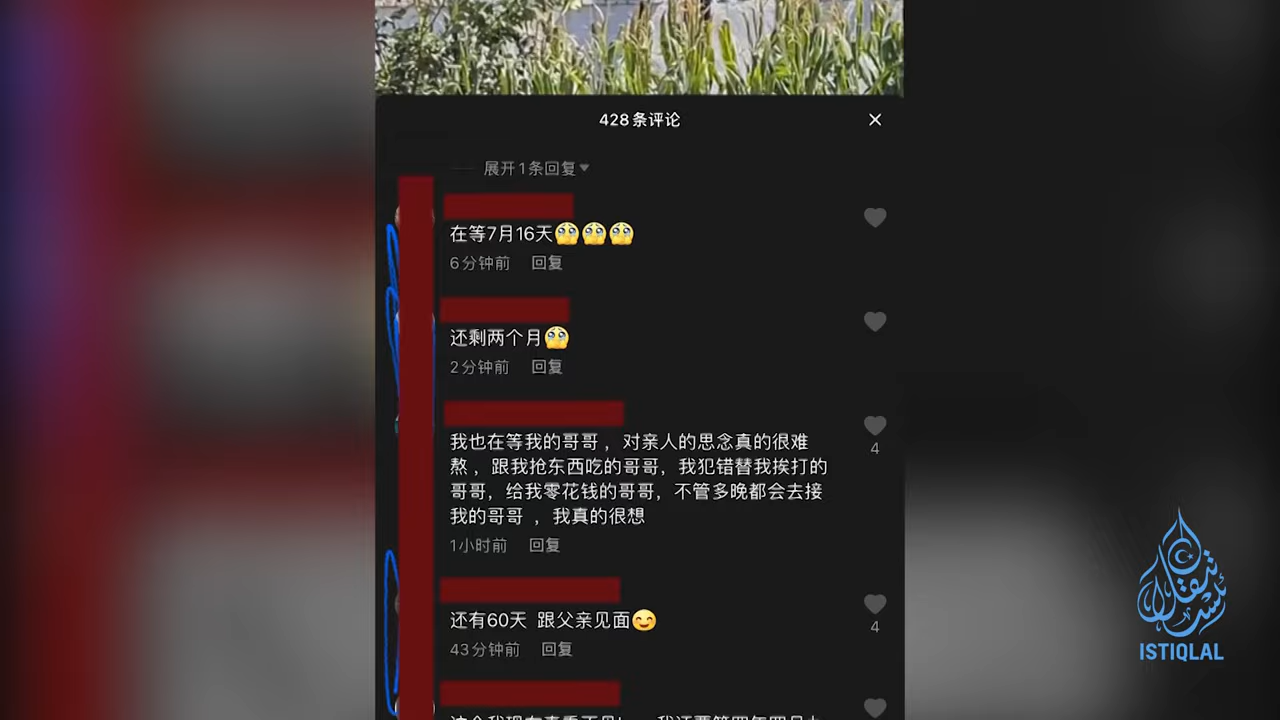 428条评论
展开1条回复
在等7月16天🥹🥹🥹
6分钟前 回复
还剩两个月🥹
2分钟前 回复
我也在等我的哥哥，对亲人的思念真的很难
熬，跟我抢东西吃的哥哥，我犯错替我挨打的
哥哥，给我零花钱的哥哥，不管多晚都会去接
我的哥哥，我真的很想
1小时前 回复
4
还有60天 跟父亲见面😊
43分钟前 回复
4
ISTIQLAL